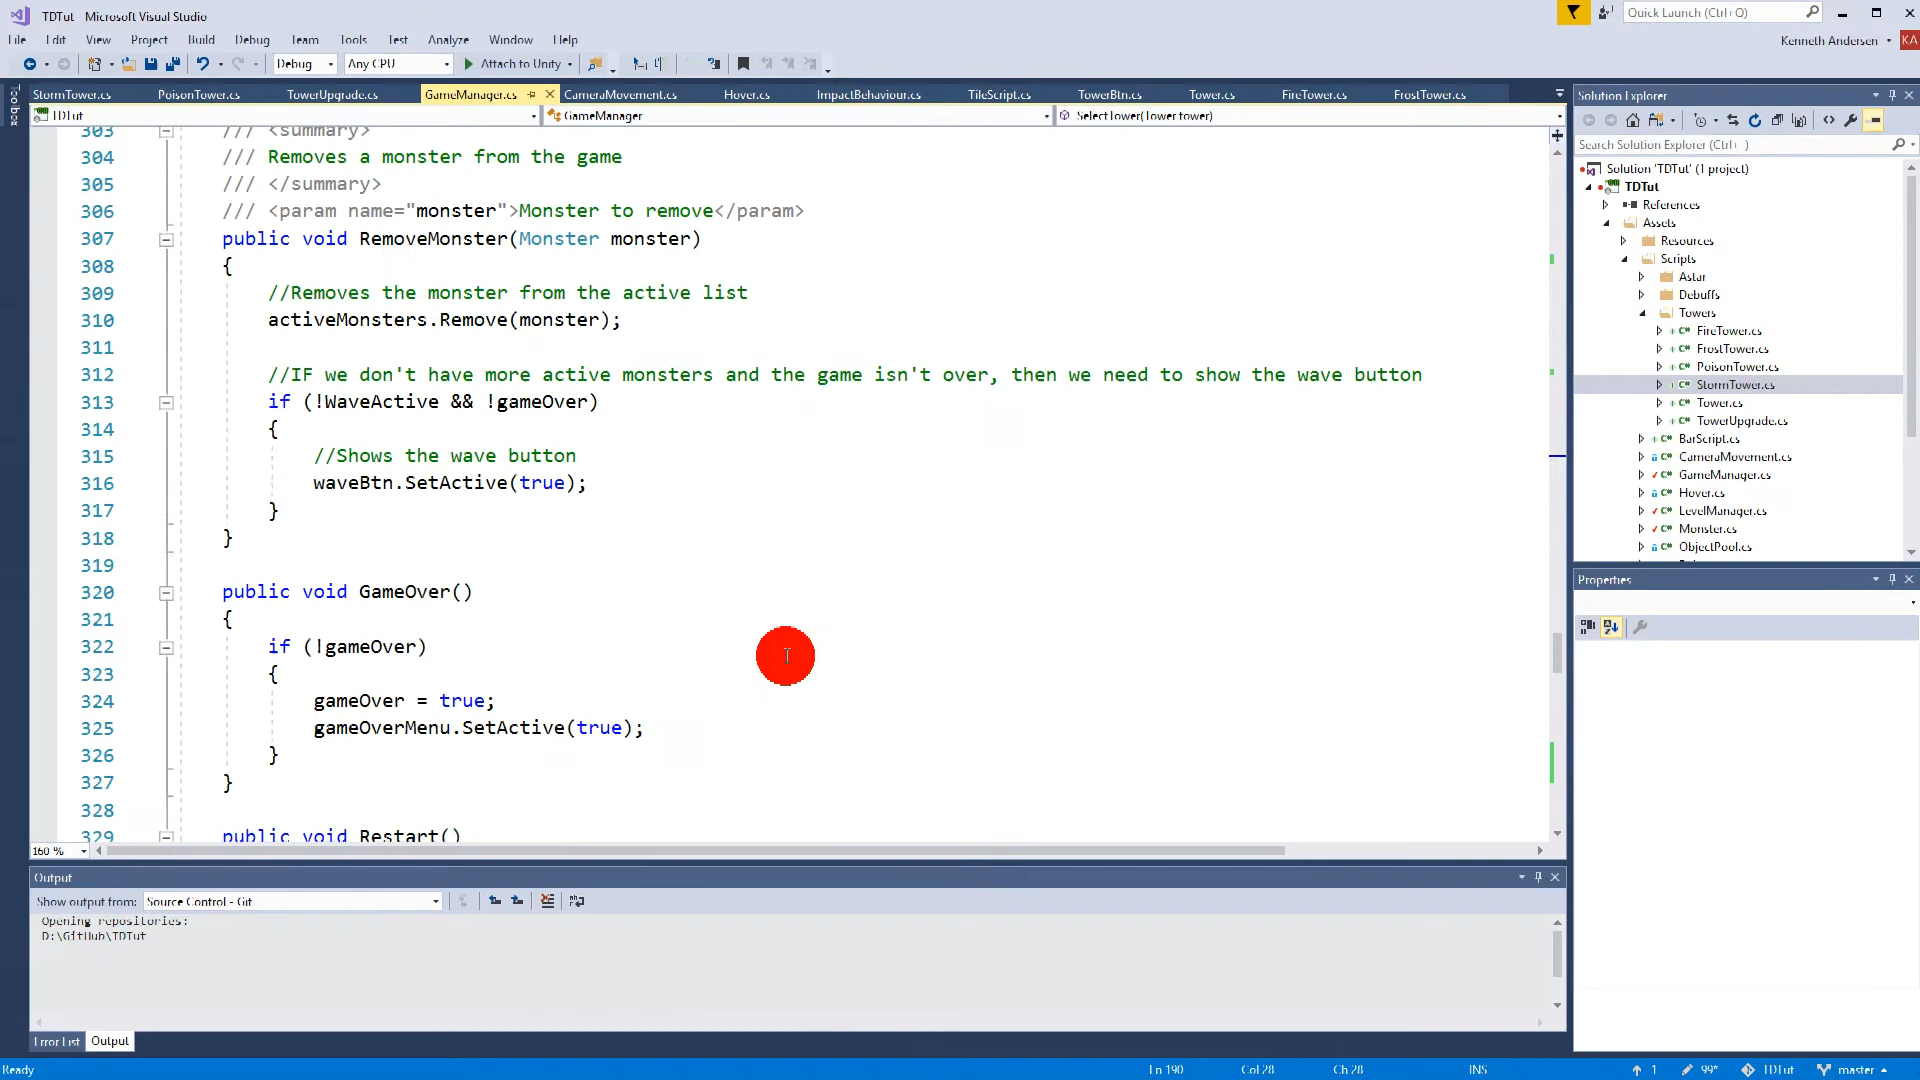 TDTut - Microsoft Visual Studio
Quick Launch (Ctrl+Q)
File Edit View Project Build Debug Team Tools Test Analyze Window Help
Kenneth Andersen KA
Debug Any CPU Attach to Unity
Toolbox
StormTower.cs PoisonTower.cs TowerUpgrade.cs GameManager.cs CameraMovement.cs Hover.cs ImpactBehaviour.cs TileScript.cs TowerBtn.cs Tower.cs FireTower.cs FrostTower.cs
TDTut GameManager SelectTower(Tower tower)
303 /// <summary>
304 /// Removes a monster from the game
305 /// </summary>
306 /// <param name="monster">Monster to remove</param>
307 public void RemoveMonster(Monster monster)
308 {
309 //Removes the monster from the active list
310 activeMonsters.Remove(monster);
311
312 //IF we don't have more active monsters and the game isn't over, then we need to show the wave button
313 if (!WaveActive && !gameOver)
314 {
315 //Shows the wave button
316 waveBtn.SetActive(true);
317 }
318 }
319
320 public void GameOver()
321 {
322 if (!gameOver)
323 {
324 gameOver = true;
325 gameOverMenu.SetActive(true);
326 }
327 }
328
329 public void Restart()
160 %
Output
Show output from: Source Control - Git
Opening repositories:
D:\GitHub\TDTut
Error List Output
Solution Explorer
Search Solution Explorer (Ctrl+)
Solution 'TDTut' (1 project)
TDTut
References
Assets
Resources
Scripts
Astar
Debuffs
Towers
FireTower.cs
FrostTower.cs
PoisonTower.cs
StormTower.cs
Tower.cs
TowerUpgrade.cs
BarScript.cs
CameraMovement.cs
GameManager.cs
Hover.cs
LevelManager.cs
Monster.cs
ObjectPool.cs
Properties
Ready Ln 190 Col 28 Ch 28 INS 1 99* TDTut master